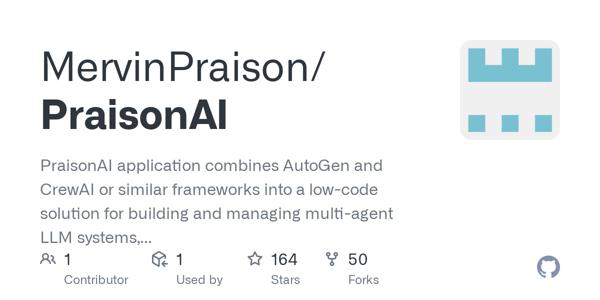 MervinPraison/
PraisonAI
PraisonAI application combines AutoGen and
CrewAI or similar frameworks into a low-code
solution for building and managing multi-agent
LLM systems,...
1 1 164 50
Contributor Used by Stars Forks